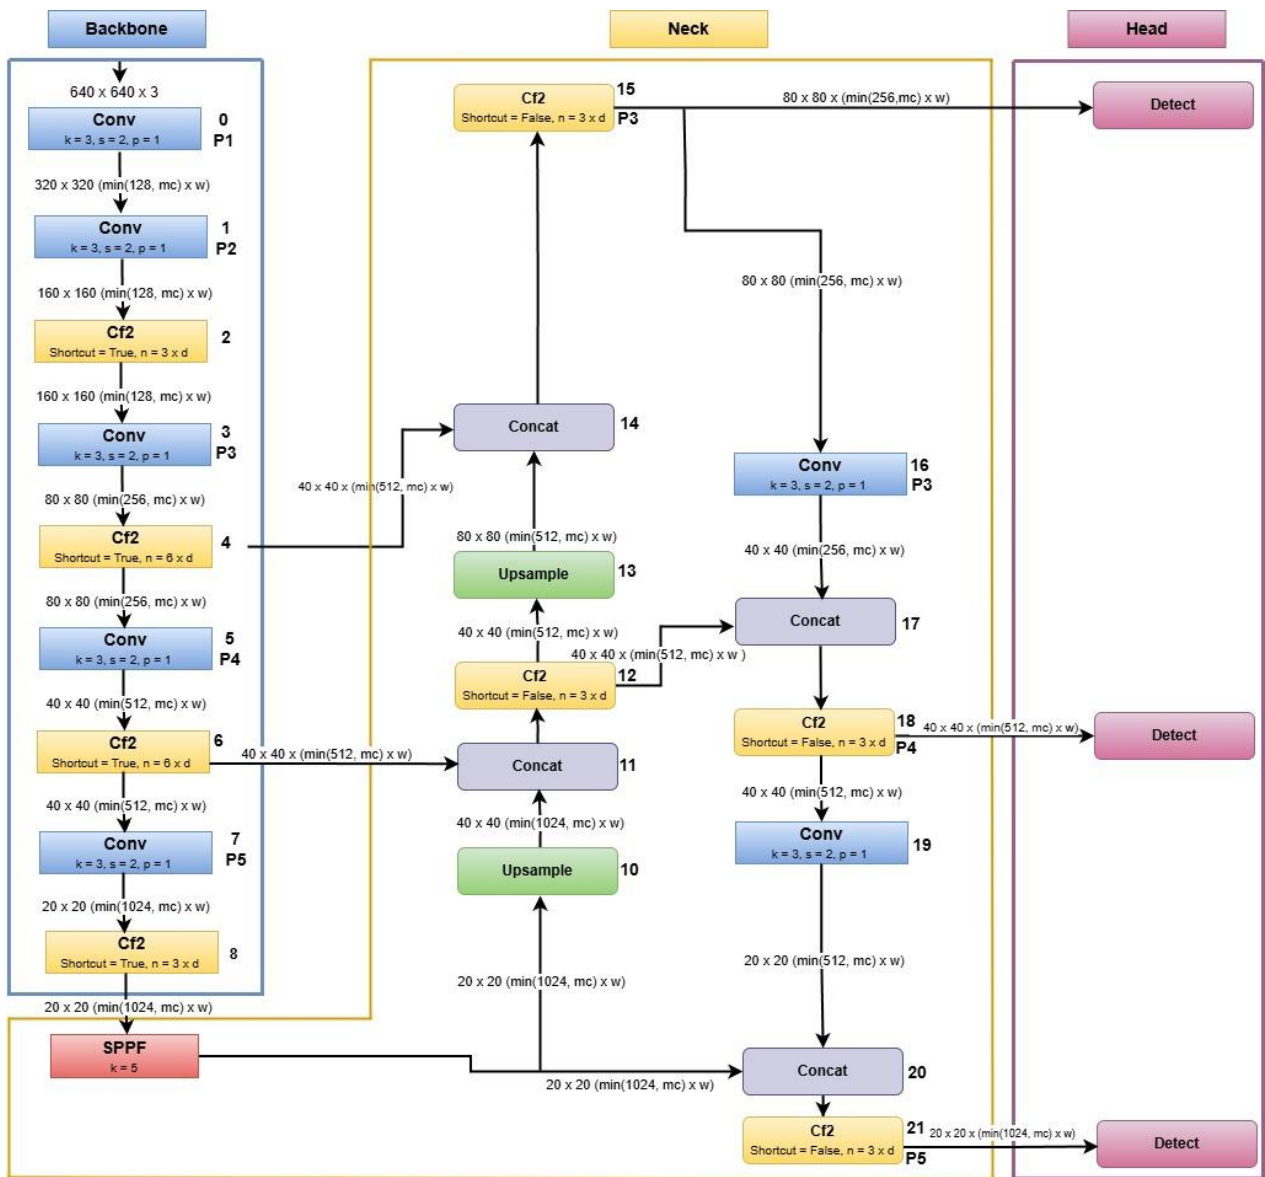 Backbone
Neck
Head
640 x 640 x 3
Conv
k = 3, s = 2, p = 1
0
P1
320 x 320 (min(128, mc) x w)
Conv
k = 3, s = 2, p = 1
1
P2
160 x 160 (min(128, mc) x w)
Cf2
Shortcut = True, n = 3 x d
2
160 x 160 (min(128, mc) x w)
Conv
k = 3, s = 2, p = 1
3
P3
80 x 80 (min(256, mc) x w)
Cf2
Shortcut = True, n = 6 x d
4
80 x 80 (min(256, mc) x w)
Conv
k = 3, s = 2, p = 1
5
P4
40 x 40 (min(512, mc) x w)
Cf2
Shortcut = True, n = 6 x d
6
40 x 40 (min(512, mc) x w)
Conv
k = 3, s = 2, p = 1
7
P5
20 x 20 (min(1024, mc) x w)
Cf2
Shortcut = True, n = 3 x d
8
20 x 20 (min(1024, mc) x w)
SPPF
k = 5
Cf2
Shortcut = False, n = 3 x d
15
P3
Concat
14
40 x 40 x (min(512, mc) x w)
80 x 80 (min(512, mc) x w)
Upsample
13
40 x 40 (min(512, mc) x w)
40 x 40 x (min(512, mc) x w )
Cf2
Shortcut = False, n = 3 x d
12
40 x 40 x (min(512, mc) x w)
Concat
11
40 x 40 (min(1024, mc) x w)
Upsample
10
20 x 20 (min(1024, mc) x w)
20 x 20 (min(1024, mc) x w)
80 x 80 x (min(256,mc) x w)
80 x 80 (min(256, mc) x w)
Conv
k = 3, s = 2, p = 1
16
P3
40 x 40 (min(256, mc) x w)
Concat
17
Cf2
Shortcut = False, n = 3 x d
18
P4
40 x 40 x (min(512, mc) x w)
40 x 40 (min(512, mc) x w)
Conv
k = 3, s = 2, p = 1
19
20 x 20 (min(512, mc) x w)
Concat
20
Cf2
Shortcut = False, n = 3 x d
21
P5
20 x 20 x (min(1024, mc) x w)
Detect
Detect
Detect